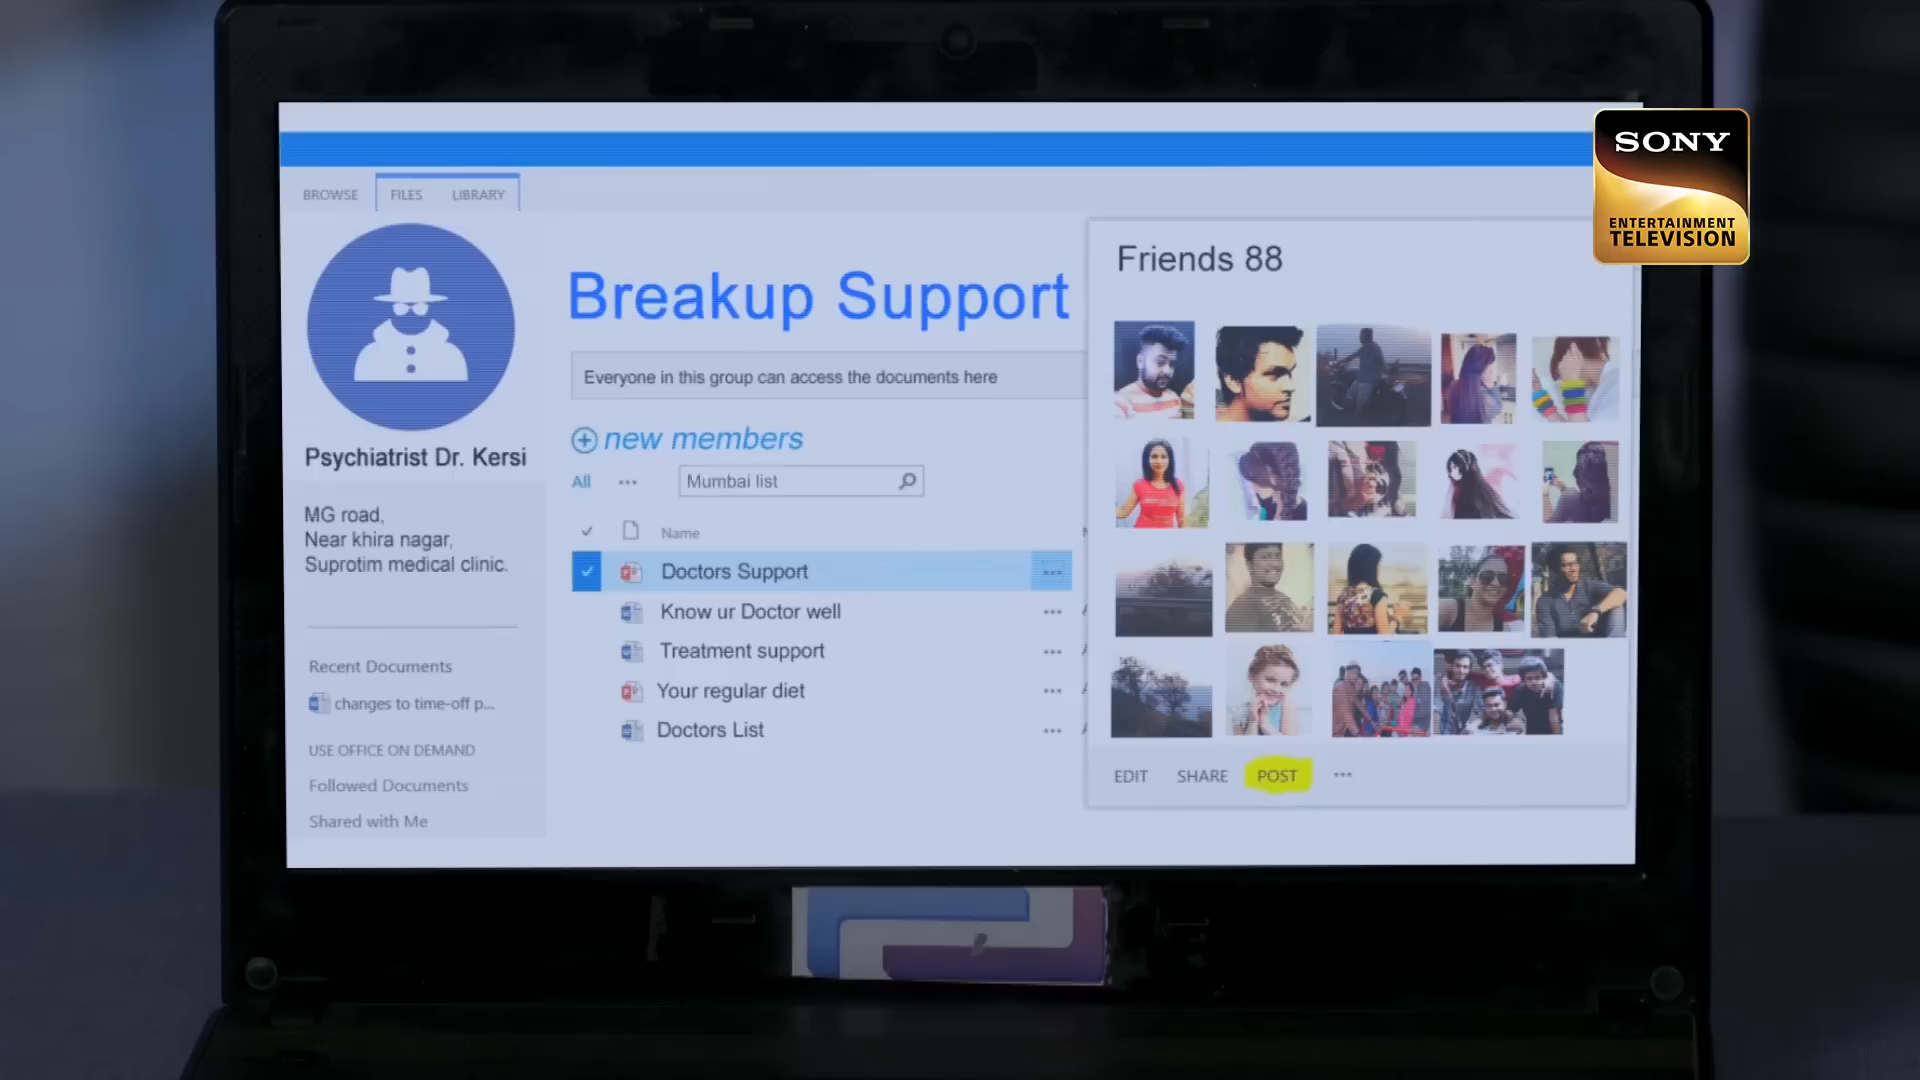 SONY
ENTERTAINMENT
TELEVISION
BROWSE
FILES
LIBRARY
Psychiatrist Dr. Kersi
MG road,
Near khira nagar,
Suprotim medical clinic.
Recent Documents
changes to time-off p...
USE OFFICE ON DEMAND
Followed Documents
Shared with Me
Breakup Support
Everyone in this group can access the documents here
new members
All ...
Mumbai list
Name
Doctors Support
Know ur Doctor well
Treatment support
Your regular diet
Doctors List
Friends 88
EDIT SHARE POST ...